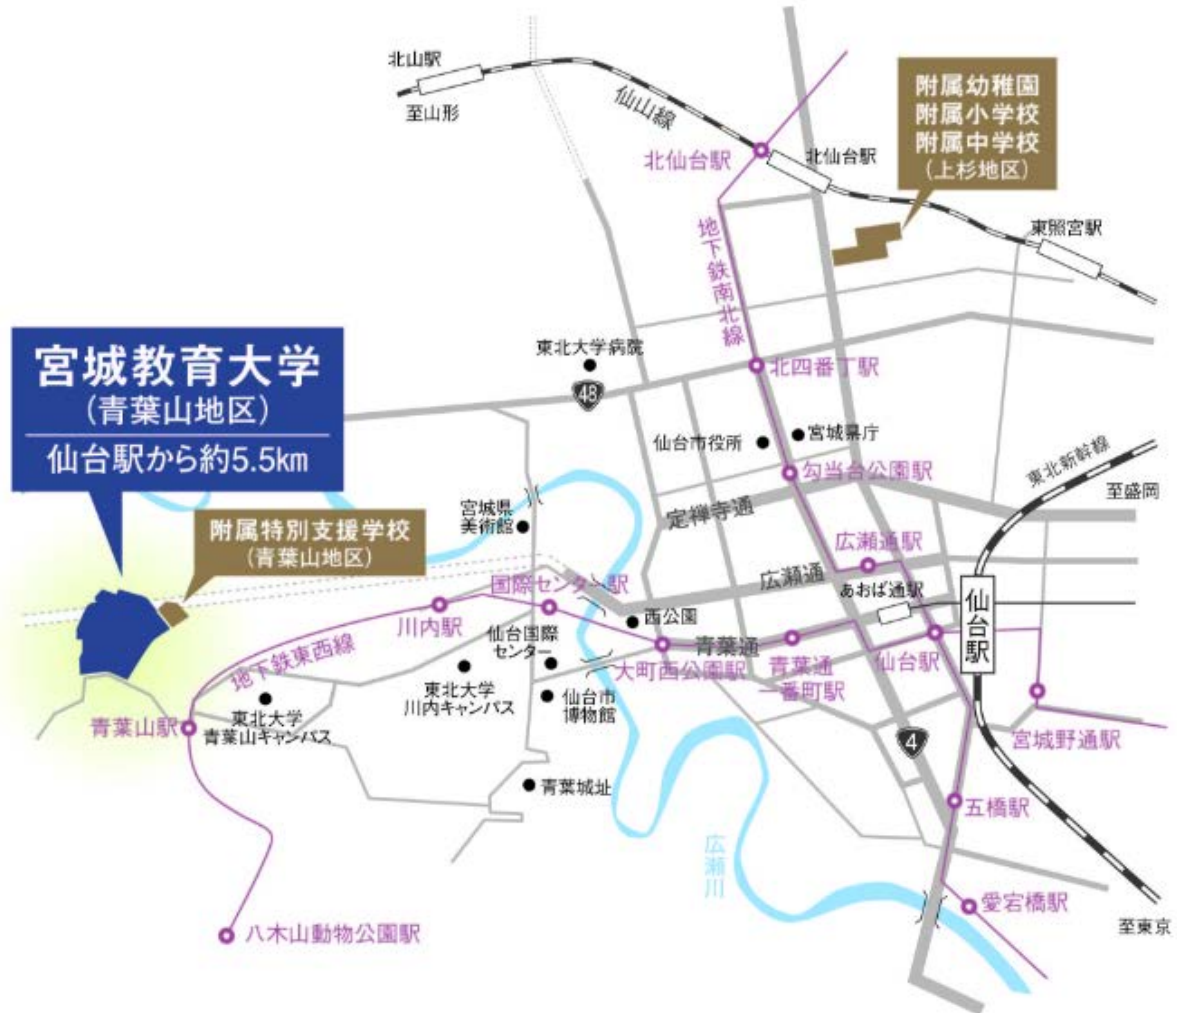 北山駅
至山形
仙山線
北仙台駅
北仙台駅
附属幼稚園
附属小学校
附属中学校
(上杉地区)
東照宮駅
地下鉄南北線
宮城教育大学
(青葉山地区)
仙台駅から約5.5km
東北大学病院
48
北四番丁駅
仙台市役所
宮城県庁
勾当台公園駅
東北新幹線
至盛岡
宮城県
美術館
定禅寺通
附属特別支援学校
(青葉山地区)
広瀬通駅
広瀬通
あおば通駅
国際センター駅
川内駅
西公園
仙台国際
センター
青葉通
大町西公園駅
青葉通
一番町駅
仙台駅
仙台駅
地下鉄東西線
東北大学
川内キャンパス
仙台市
博物館
東北大学
青葉山キャンパス
青葉山駅
4
宮城野通駅
青葉城址
五橋駅
広瀬川
愛宕橋駅
八木山動物公園駅
至東京